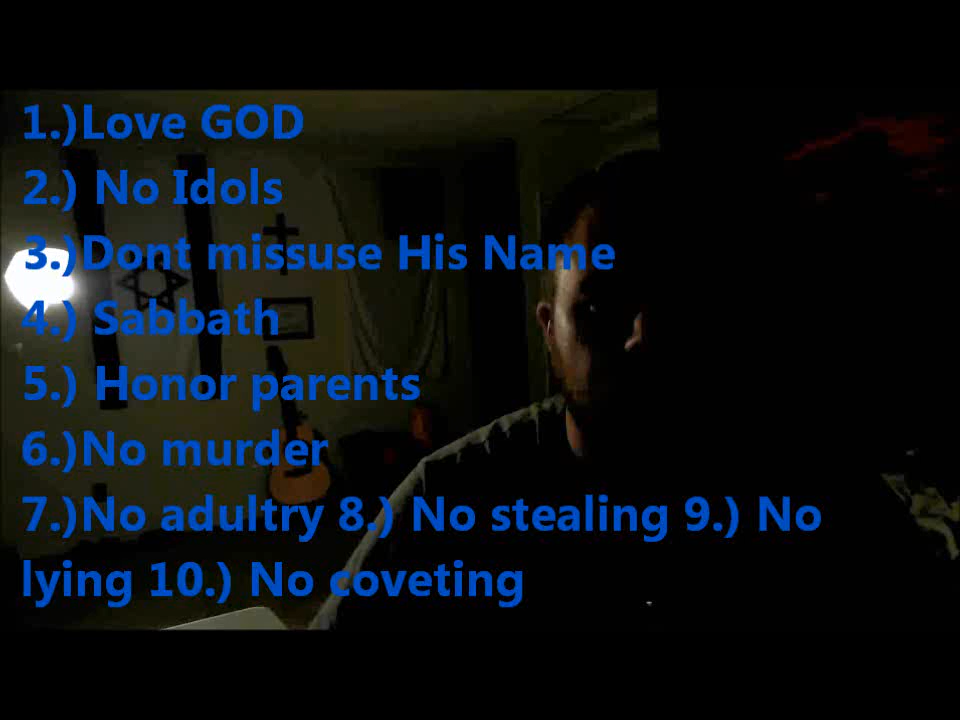 1.)Love GOD
2.) No Idols
3.)Dont missuse His Name
4.) Sabbath
5.) Honor parents
6.)No murder
7.)No adultry 8.) No stealing 9.) No
lying 10.) No coveting